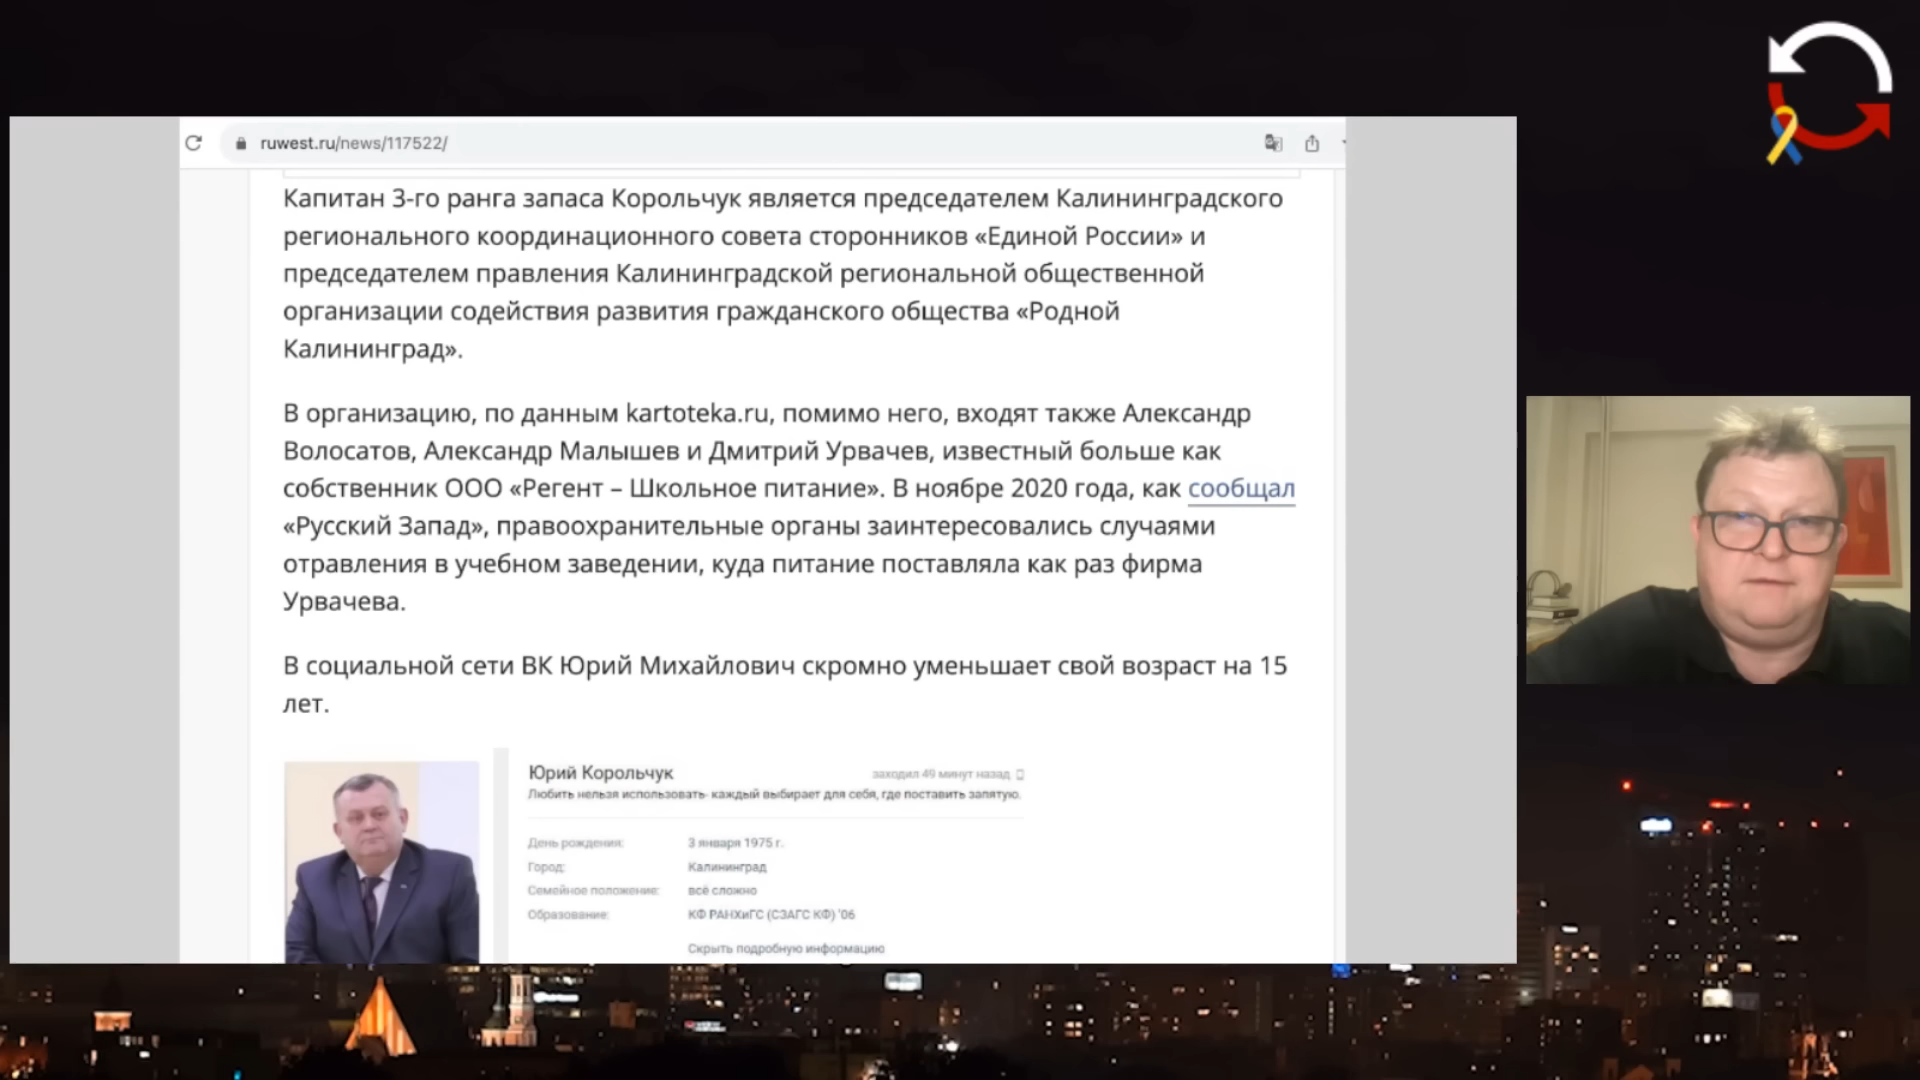 ruwest.ru/news/117522/
Капитан 3-го ранга запаса Корольчук является председателем Калининградского
регионального координационного совета сторонников «Единой России» и
председателем правления Калининградской региональной общественной
организации содействия развития гражданского общества «Родной
Калининград».
В организацию, по данным kartoteka.ru, помимо него, входят также Александр
Волосатов, Александр Малышев и Дмитрий Урвачев, известный больше как
собственник ООО «Регент – Школьное питание». В ноябре 2020 года, как сообщал
«Русский Запад», правоохранительные органы заинтересовались случаями
отравления в учебном заведении, куда питание поставляла как раз фирма
Урвачева.
В социальной сети ВК Юрий Михайлович скромно уменьшает свой возраст на 15
лет.
Юрий Корольчук заходил 49 минут назад
Любить нельзя использовать- каждый выбирает для себя, где поставить запятую.
День рождения: 3 января 1975 г.
Город: Калининград
Семейное положение: всё сложно
Образование: КФ РАНХиГС (СЗАГС КФ) '06
Скрыть подробную информацию